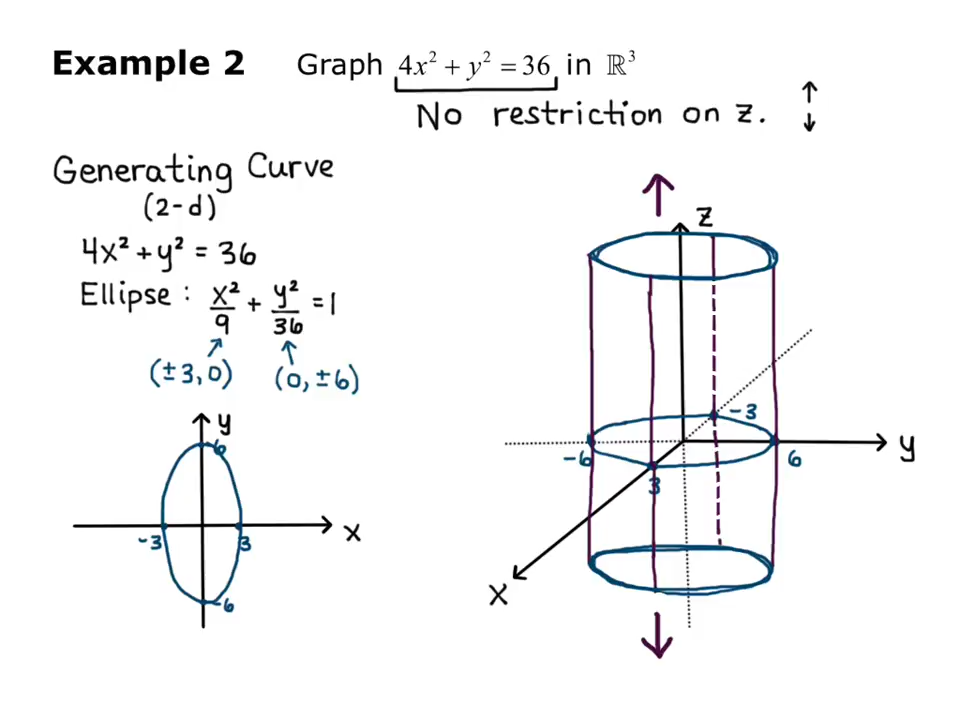 Example 2 Graph 4x² + y² = 36 in ℝ³
No restriction on z. ↑↓
Generating Curve
(2-d)
4x² + y² = 36
Ellipse : x²/9 + y²/36 = 1
(±3, 0) (0, ±6)
y
6
-3 3 x
-6
z
-3
-6 6 y
3
x